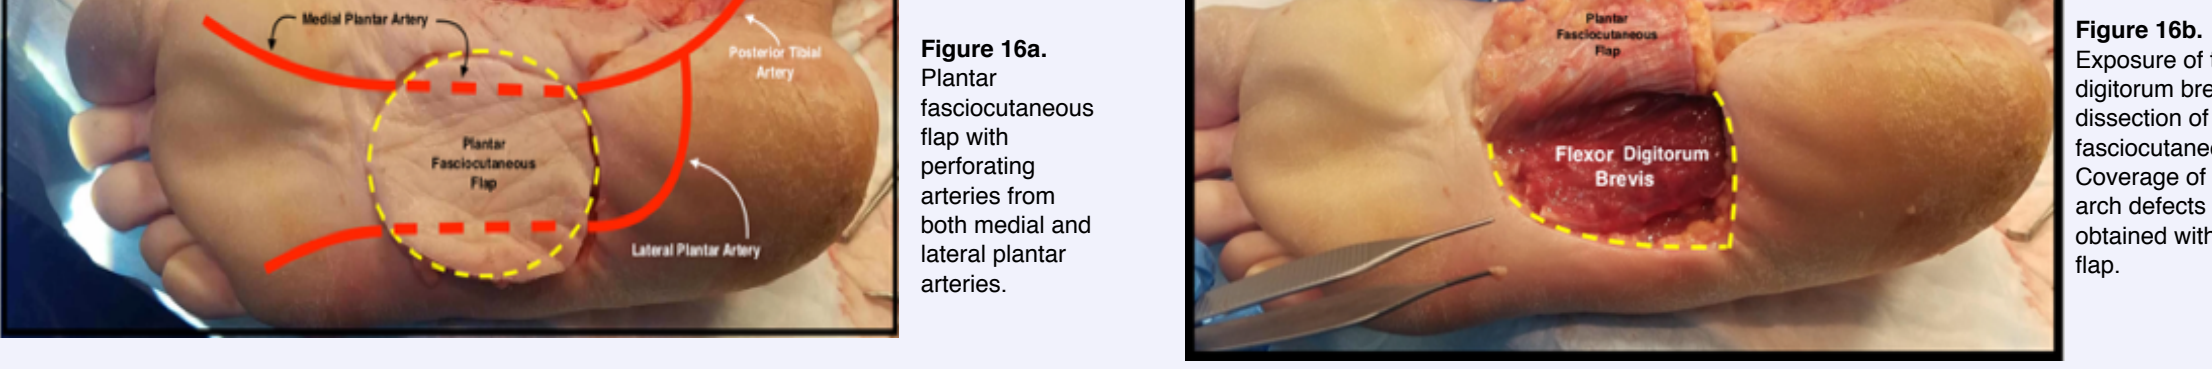 Medial Plantar Artery
Posterior Tibial
Artery
Plantar
Fasciocutaneous
Flap
Lateral Plantar Artery
Figure 16a.
Plantar
fasciocutaneous
flap with
perforating
arteries from
both medial and
lateral plantar
arteries.
Plantar
Fasciocutaneous
Flap
Flexor Digitorum
Brevis
Figure 16b.
Exposure of
digitorum
dissection of
Coverage of
arch defects
obtained
flap.